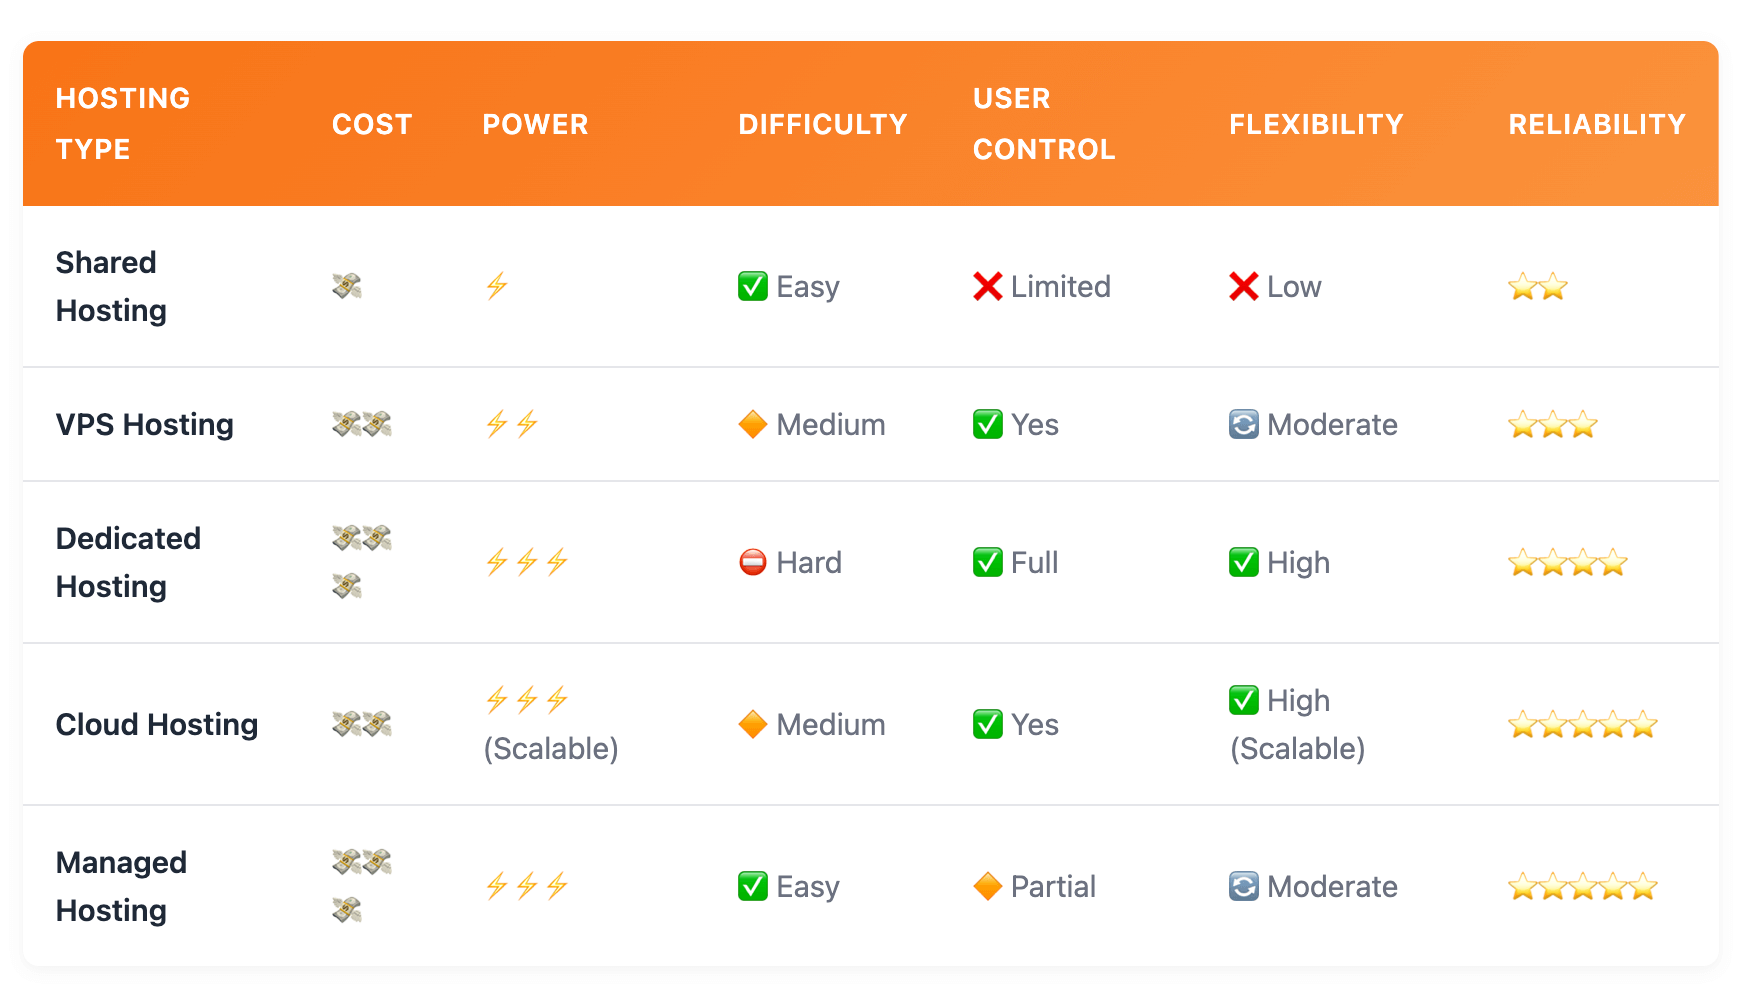 HOSTING TYPE COST POWER DIFFICULTY USER CONTROL FLEXIBILITY RELIABILITY
Shared Hosting 💸 ⚡ ✅ Easy ❌ Limited ❌ Low ⭐⭐
VPS Hosting 💸💸 ⚡⚡ 🔶 Medium ✅ Yes 🔄 Moderate ⭐⭐⭐
Dedicated Hosting 💸💸💸 ⚡⚡⚡ ⛔ Hard ✅ Full ✅ High ⭐⭐⭐⭐
Cloud Hosting 💸💸 ⚡⚡⚡ (Scalable) 🔶 Medium ✅ Yes ✅ High (Scalable) ⭐⭐⭐⭐⭐
Managed Hosting 💸💸💸 ⚡⚡⚡ ✅ Easy 🔶 Partial 🔄 Moderate ⭐⭐⭐⭐⭐